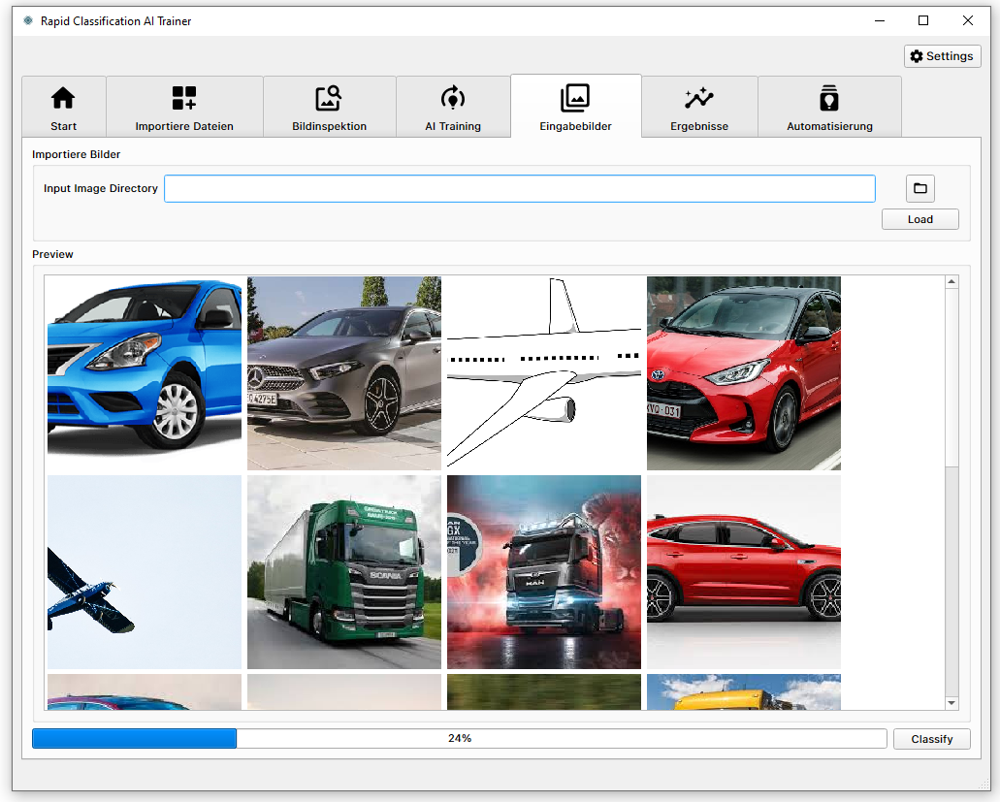 Rapid Classification AI Trainer
Settings
Start
Importiere Dateien
Bildinspektion
AI Training
Eingabebilder
Ergebnisse
Automatisierung
Importiere Bilder
Input Image Directory
Load
Preview
SCANIA
MAN
24%
Classify